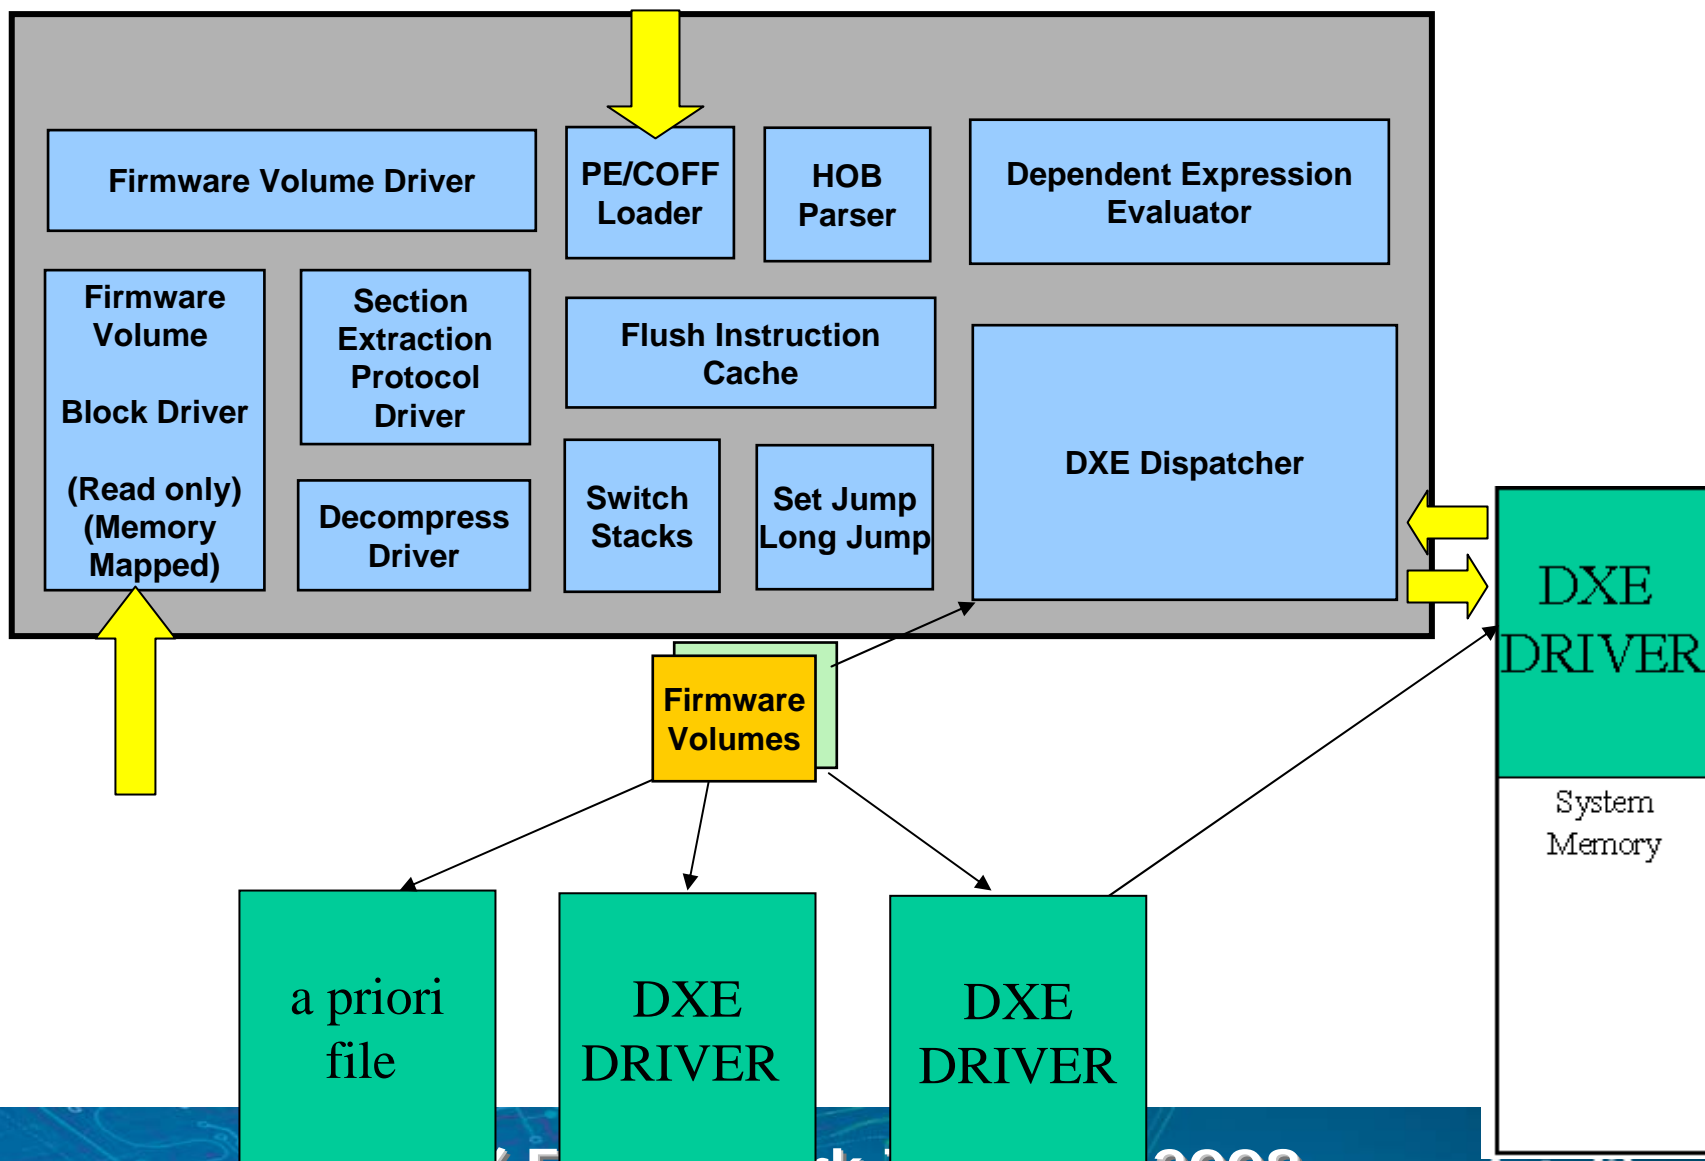 Firmware Volume Driver
PE/COFF
Loader
HOB
Parser
Dependent Expression
Evaluator
Firmware
Volume
Block Driver
(Read only)
(Memory
Mapped)
Section
Extraction
Protocol
Driver
Flush Instruction
Cache
DXE Dispatcher
Decompress
Driver
Switch
Stacks
Set Jump
Long Jump
DXE
DRIVER
System
Memory
Firmware
Volumes
a priori
file
DXE
DRIVER
DXE
DRIVER